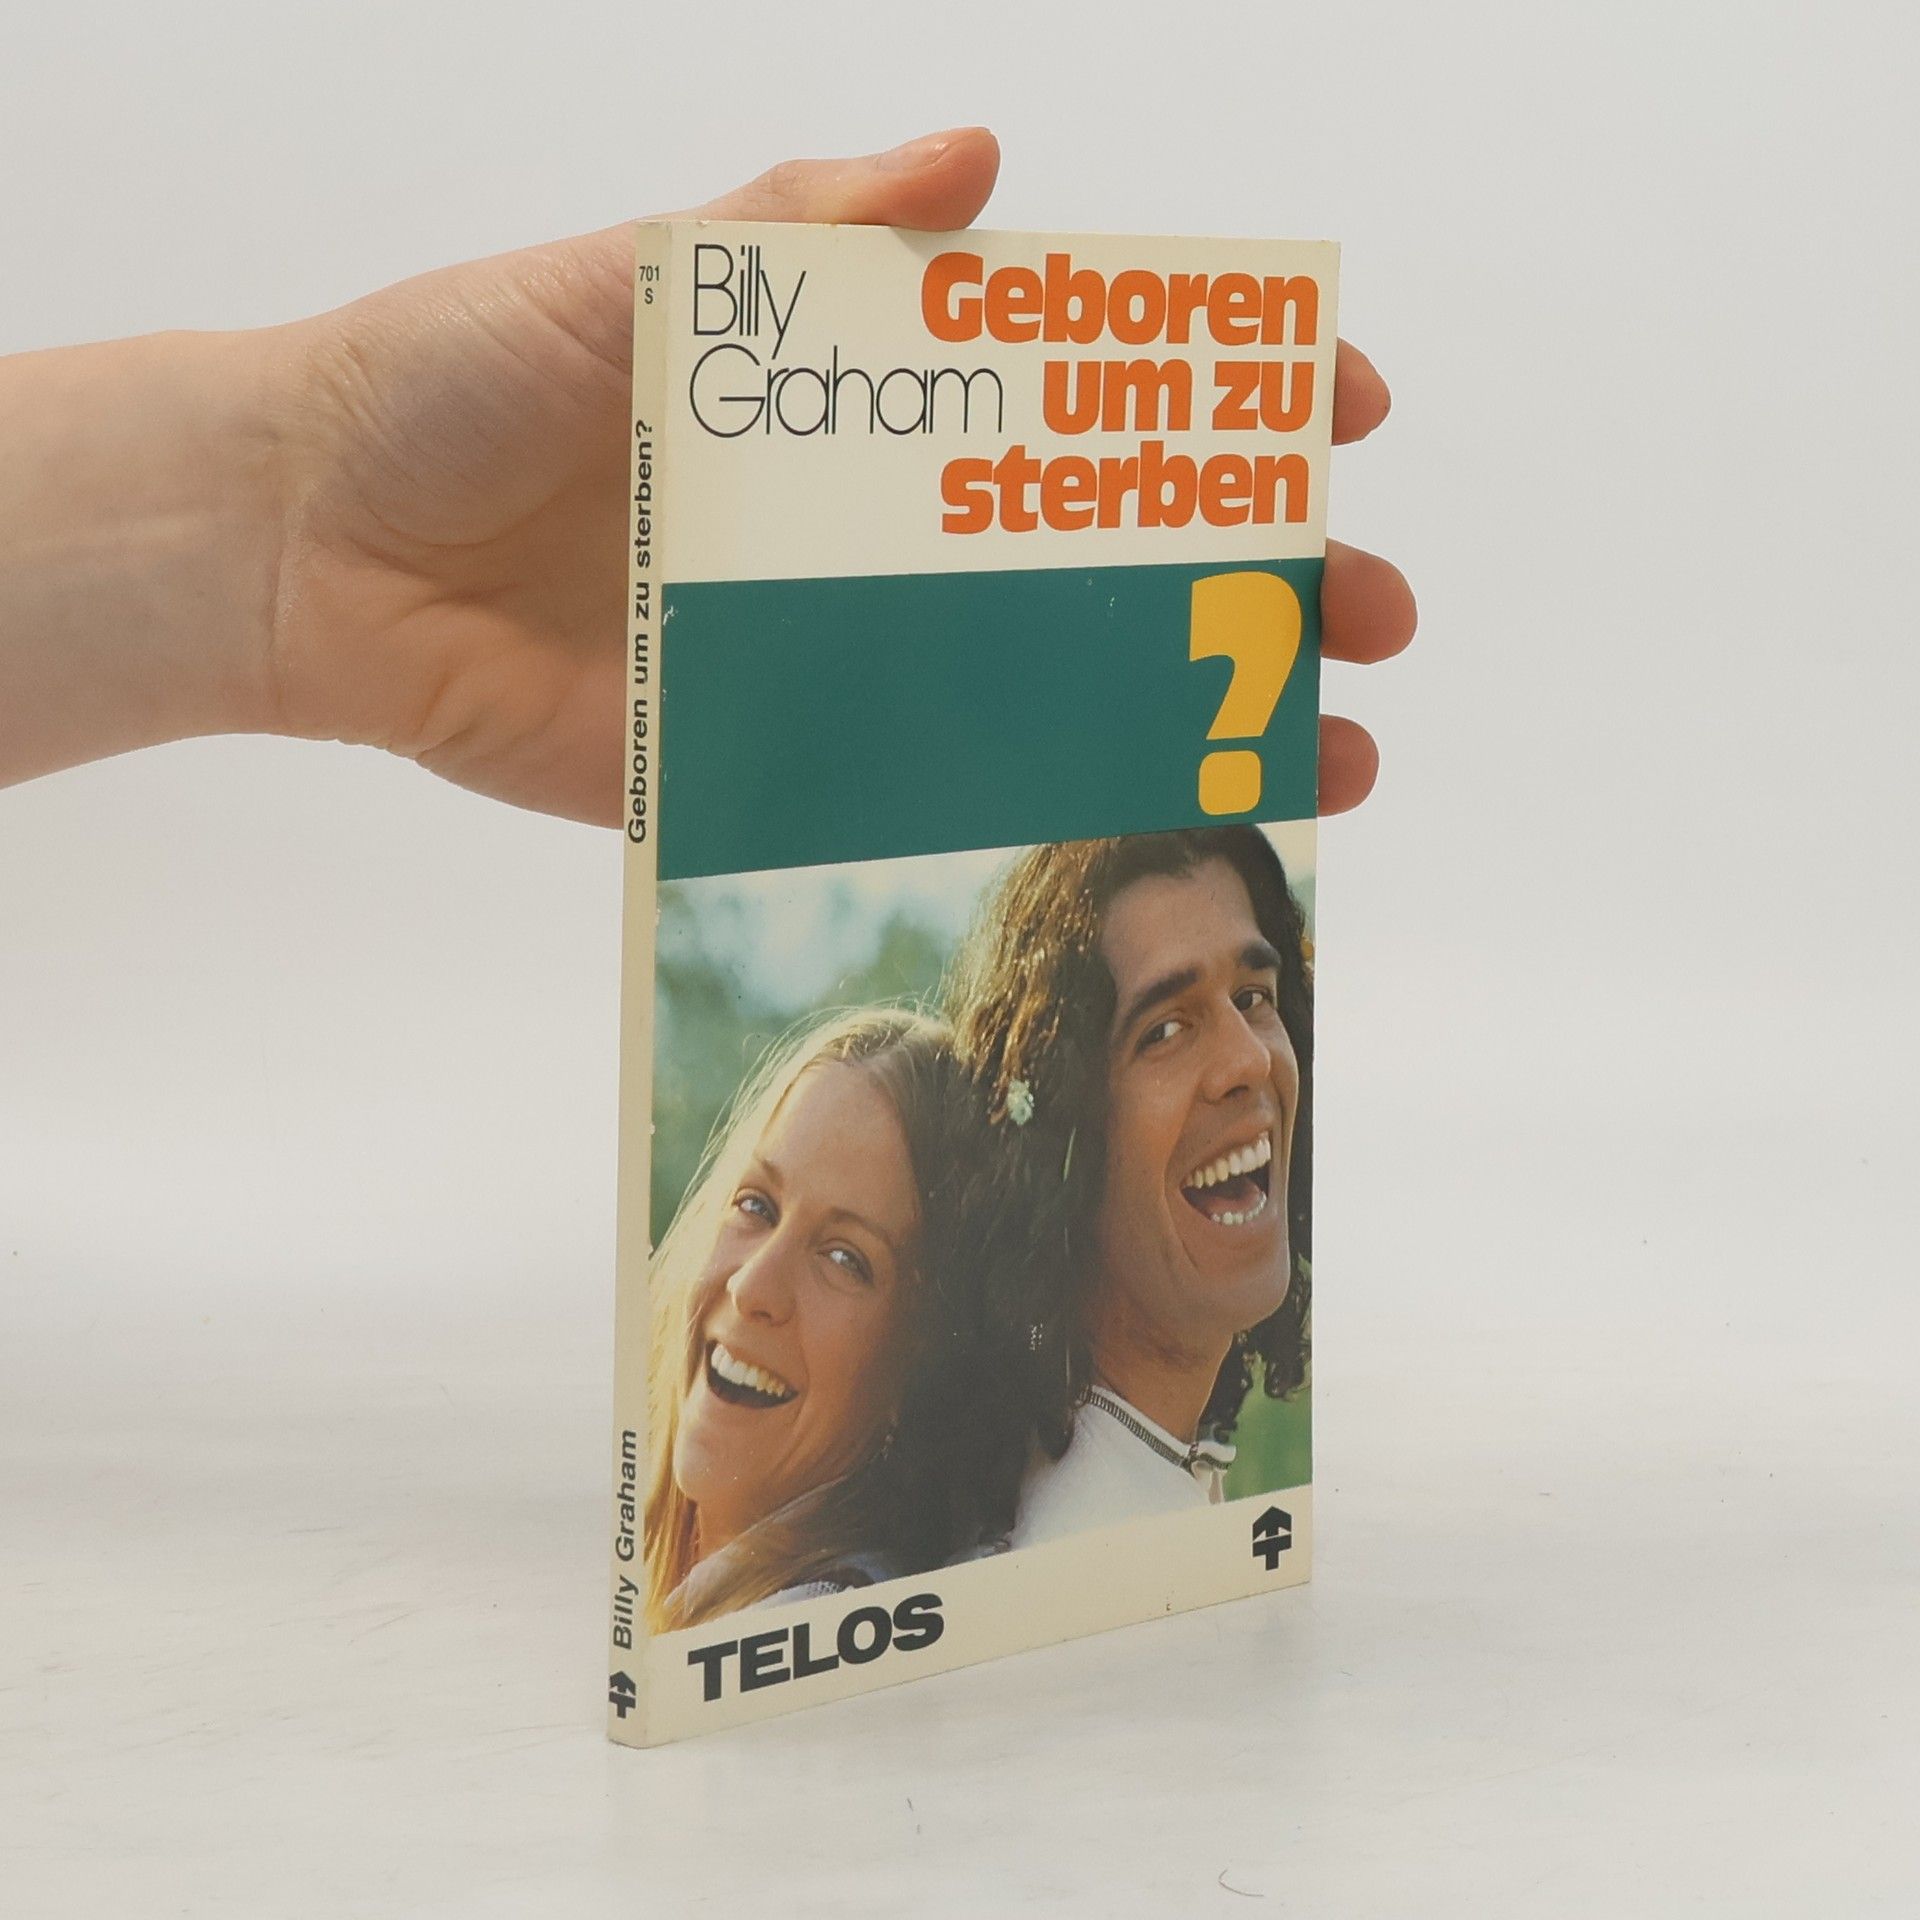 701
S
Geboren um zu sterben?
Billy Graham
Billy
Graham
Geboren
um zu
sterben
?
TELOS